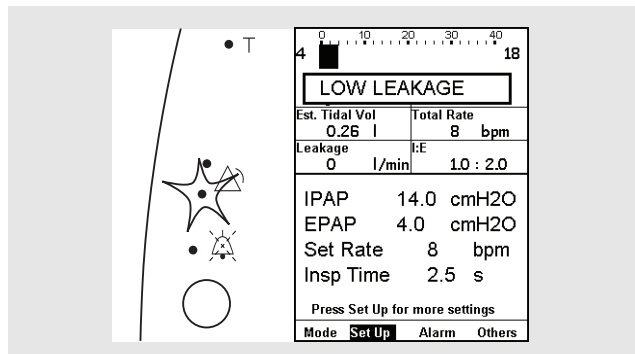 T
0 10 20 30 40
4 18
LOW LEAKAGE
Est. Tidal Vol Total Rate
0.26 l 8 bpm
Leakage I:E
0 l/min 1.0 : 2.0
IPAP 14.0 cmH2O
EPAP 4.0 cmH2O
Set Rate 8 bpm
Insp Time 2.5 s
Press Set Up for more settings
Mode Set Up Alarm Others